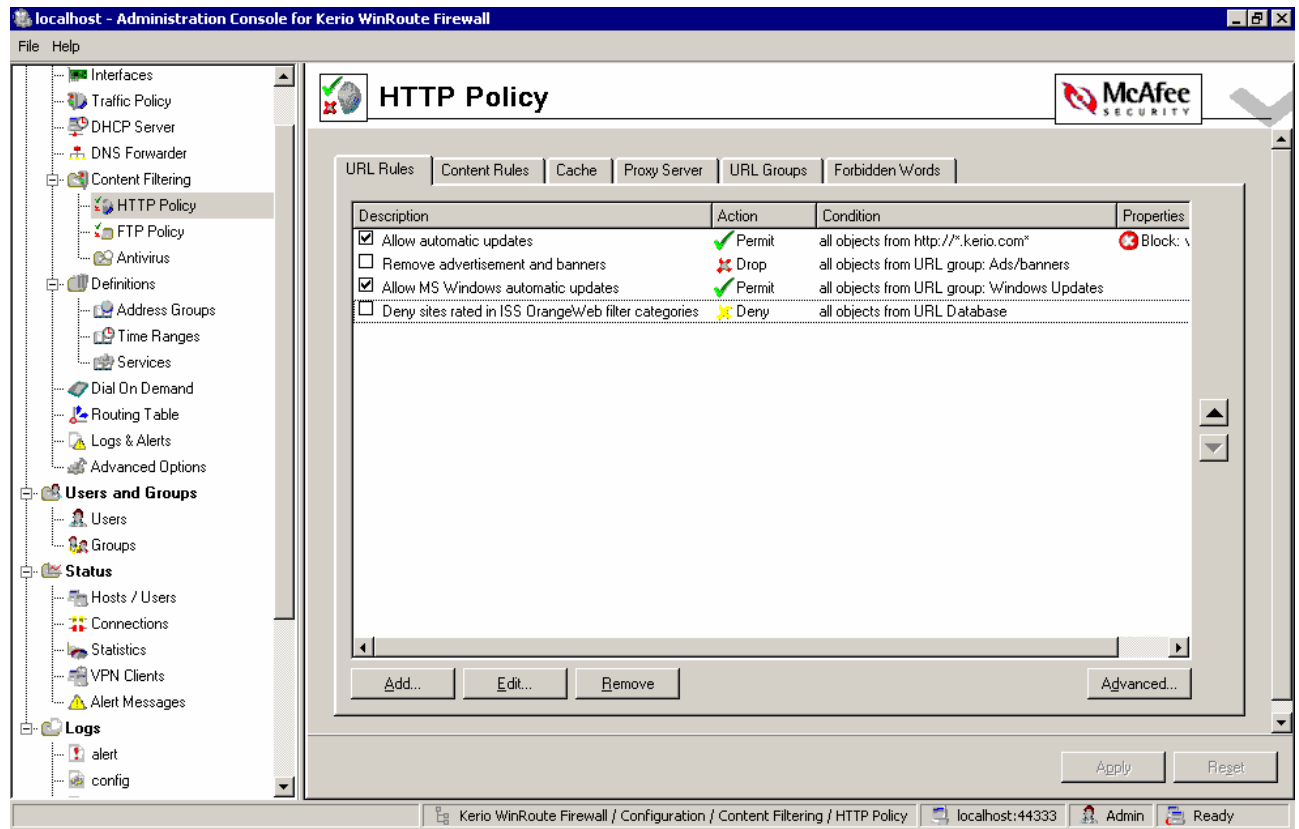 localhost - Administration Console for Kerio WinRoute Firewall
File Help
Interfaces
Traffic Policy
DHCP Server
DNS Forwarder
Content Filtering
HTTP Policy
FTP Policy
Antivirus
Definitions
Address Groups
Time Ranges
Services
Dial On Demand
Routing Table
Logs & Alerts
Advanced Options
Users and Groups
Users
Groups
Status
Hosts / Users
Connections
Statistics
VPN Clients
Alert Messages
Logs
alert
config
HTTP Policy
McAfee
SECURITY
URL Rules Content Rules Cache Proxy Server URL Groups Forbidden Words
Description Action Condition Properties
Allow automatic updates Permit all objects from http://*.kerio.com* Block:
Remove advertisement and banners Drop all objects from URL group: Ads/banners
Allow MS Windows automatic updates Permit all objects from URL group: Windows Updates
Deny sites rated in ISS OrangeWeb filter categories Deny all objects from URL Database
Add... Edit... Remove Advanced...
Apply Reset
Kerio WinRoute Firewall / Configuration / Content Filtering / HTTP Policy localhost:44333 Admin Ready